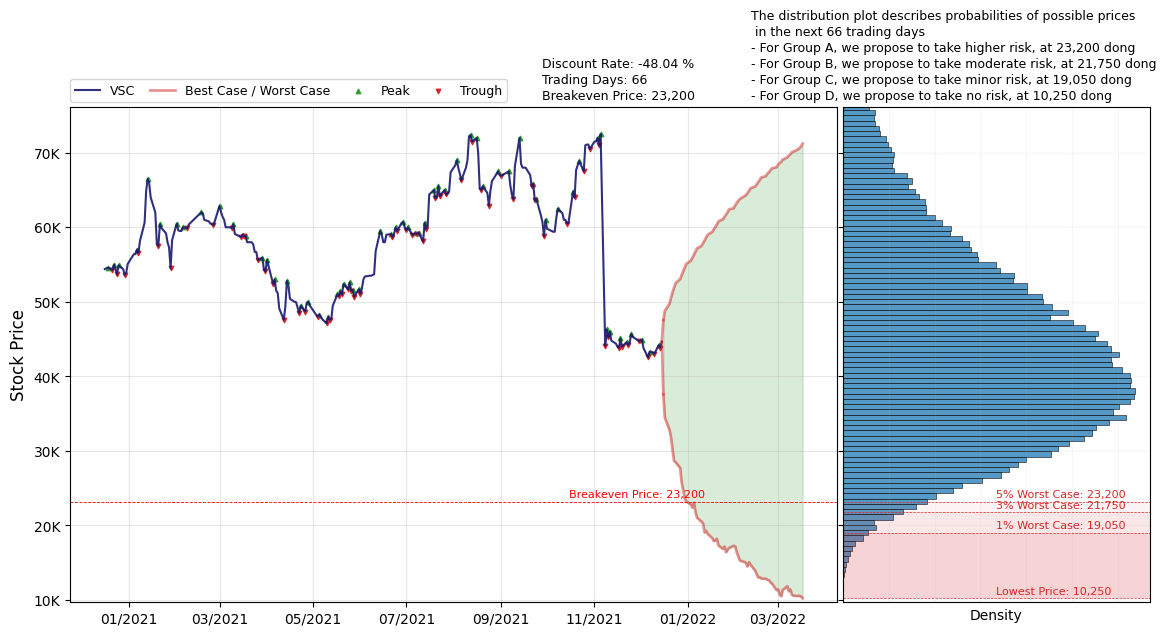 The distribution plot describes probabilities of possible prices
in the next 66 trading days
- For Group A, we propose to take higher risk, at 23,200 dong
- For Group B, we propose to take moderate risk, at 21,750 dong
- For Group C, we propose to take minor risk, at 19,050 dong
- For Group D, we propose to take no risk, at 10,250 dong
Discount Rate: -48.04 %
Trading Days: 66
Breakeven Price: 23,200
VSC
Best Case / Worst Case
Peak
Trough
Stock Price
70K
60K
50K
40K
30K
20K
10K
Breakeven Price: 23,200
5% Worst Case: 23,200
3% Worst Case: 21,750
1% Worst Case: 19,050
Lowest Price: 10,250
01/2021
03/2021
05/2021
07/2021
09/2021
11/2021
01/2022
03/2022
Density